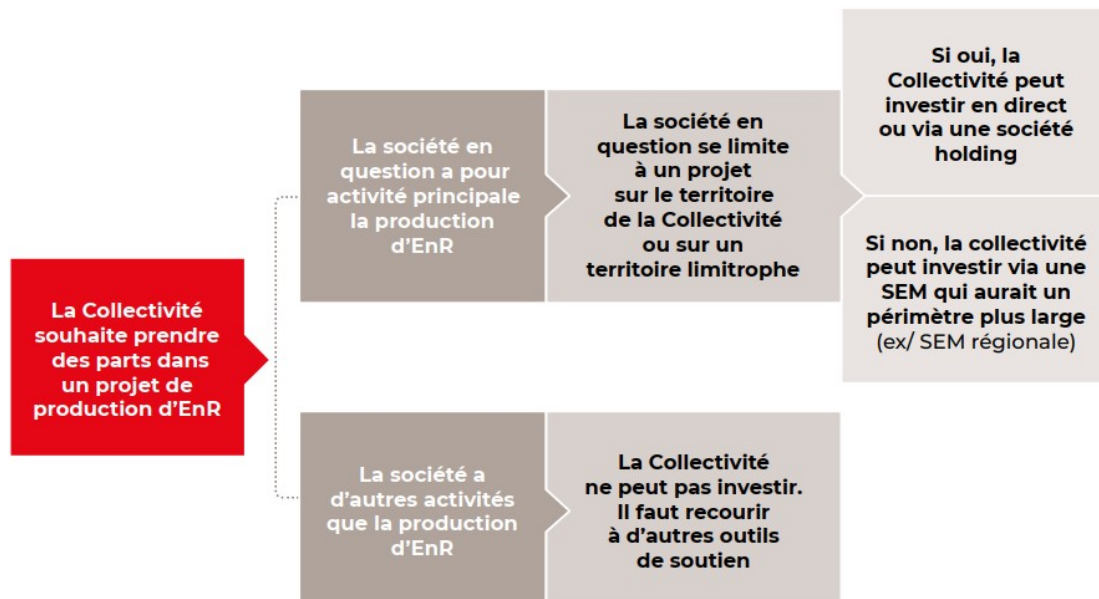 La Collectivité
souhaite prendre
des parts dans
un projet de
production d’EnR
La société en
question a pour
activité principale
la production
d’EnR
La société en
question se limite
à un projet
sur le territoire
de la Collectivité
ou sur un
territoire limitrophe
Si oui, la
Collectivité peut
investir en direct
ou via une société
holding
Si non, la collectivité
peut investir via une
SEM qui aurait un
périmètre plus large
(ex/ SEM régionale)
La société a
d’autres activités
que la production
d’EnR
La Collectivité
ne peut pas investir.
Il faut recourir
à d’autres outils
de soutien